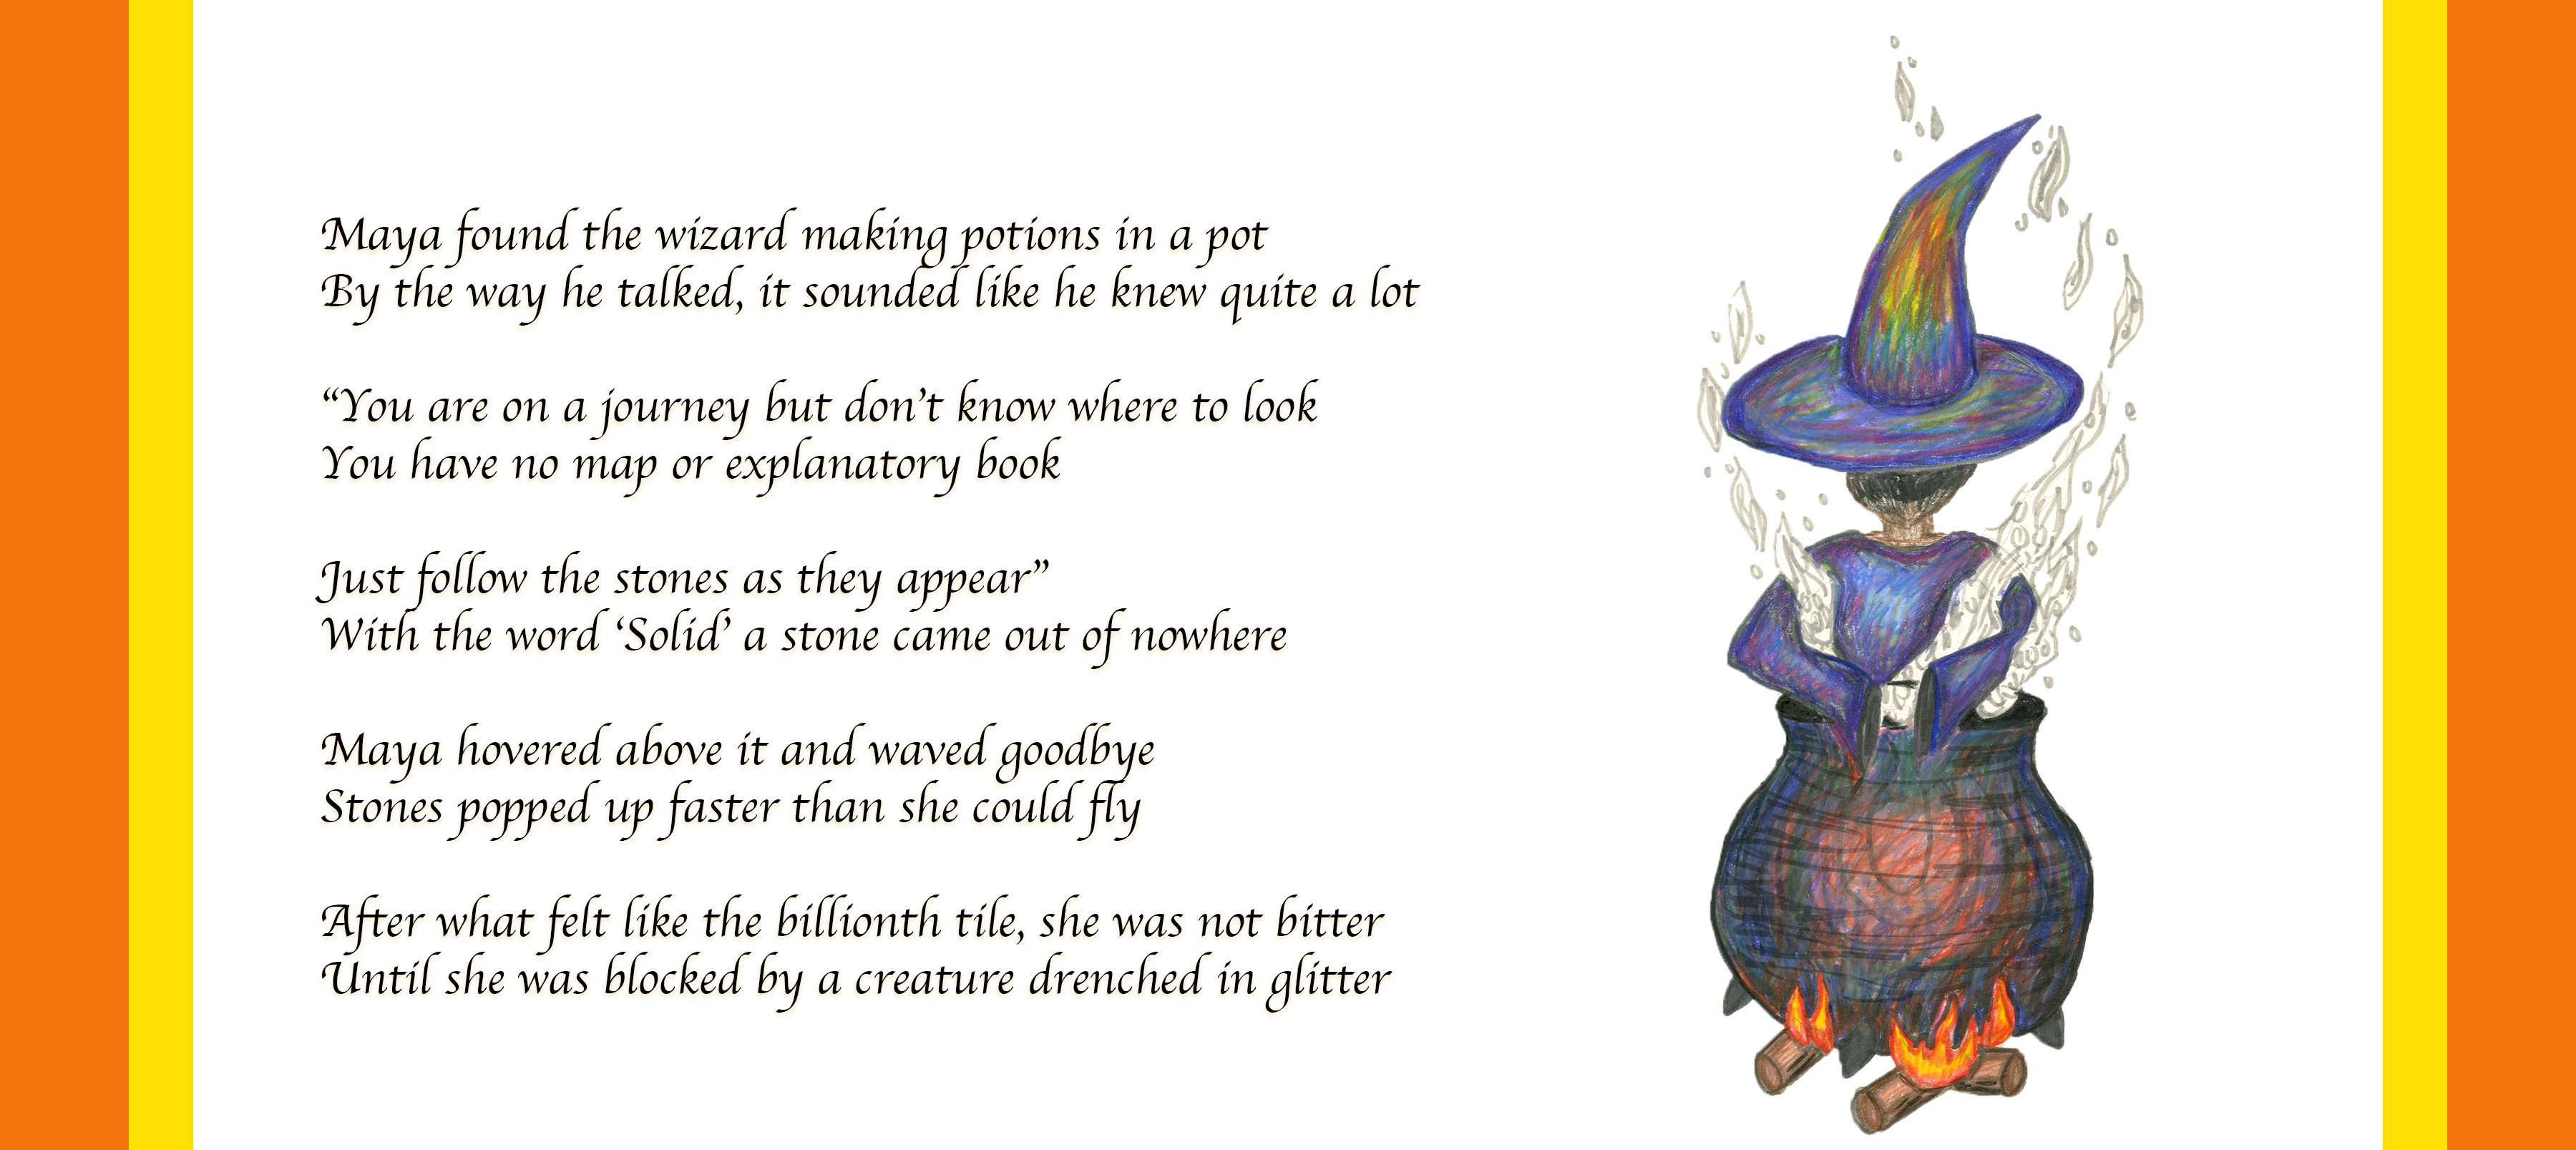 Maya found the wizard making potions in a pot
By the way he talked, it sounded like he knew quite a lot
“You are on a journey but don’t know where to look
You have no map or explanatory book
Just follow the stones as they appear”
With the word ‘Solid’ a stone came out of nowhere
Maya hovered above it and waved goodbye
Stones popped up faster than she could fly
After what felt like the billionth tile, she was not bitter
Until she was blocked by a creature drenched in glitter